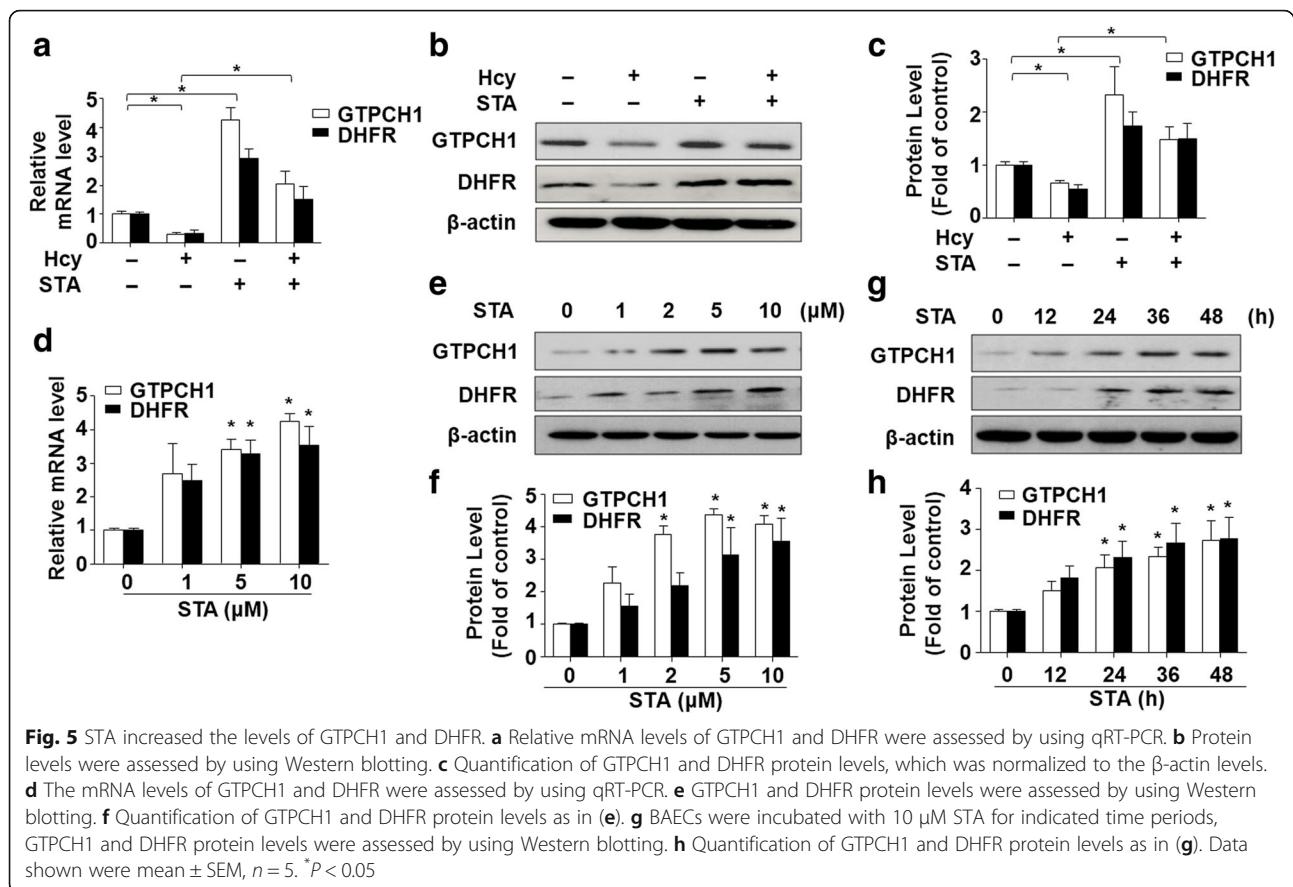 a
*
*
*
GTPCH1
DHFR
Relative
mRNA level
5
4
3
2
1
0
Hcy – + – +
STA – – + +
b
Hcy – + – +
STA – – + +
GTPCH1
DHFR
β-actin
c
*
*
*
GTPCH1
DHFR
Protein Level
(Fold of control)
3
2
1
0
Hcy – + – +
STA – – + +
d
GTPCH1
DHFR
Relative mRNA level
5
4
3
2
1
0
* * * *
0 1 5 10
STA (µM)
e
STA 0 1 2 5 10 (µM)
GTPCH1
DHFR
β-actin
f
GTPCH1
DHFR
Protein Level
(Fold of control)
5
4
3
2
1
0
* * * * *
0 1 2 5 10
STA (µM)
g
STA 0 12 24 36 48 (h)
GTPCH1
DHFR
β-actin
h
GTPCH1
DHFR
Protein Level
(Fold of control)
4
3
2
1
0
* * * * * *
0 12 24 36 48
STA (h)
Fig. 5 STA increased the levels of GTPCH1 and DHFR. a Relative mRNA levels of GTPCH1 and DHFR were assessed by using qRT-PCR. b Protein
levels were assessed by using Western blotting. c Quantification of GTPCH1 and DHFR protein levels, which was normalized to the β-actin levels.
d The mRNA levels of GTPCH1 and DHFR were assessed by using qRT-PCR. e GTPCH1 and DHFR protein levels were assessed by using Western
blotting. f Quantification of GTPCH1 and DHFR protein levels as in (e). g BAECs were incubated with 10 µM STA for indicated time periods,
GTPCH1 and DHFR protein levels were assessed by using Western blotting. h Quantification of GTPCH1 and DHFR protein levels as in (g). Data
shown were mean ± SEM, n = 5. *P < 0.05